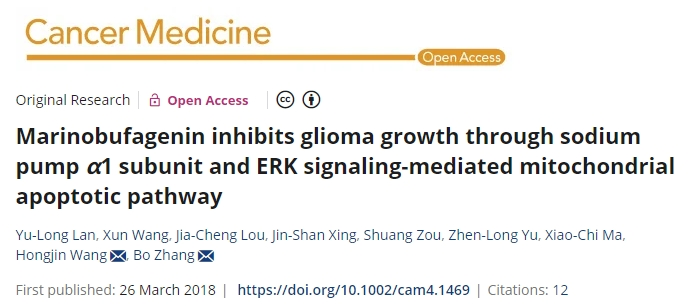 Cancer Medicine
Open Access
Original Research Open Access
Marinobufagenin inhibits glioma growth through sodium
pump α1 subunit and ERK signaling-mediated mitochondrial
apoptotic pathway
Yu-Long Lan, Xun Wang, Jia-Cheng Lou, Jin-Shan Xing, Shuang Zou, Zhen-Long Yu, Xiao-Chi Ma,
Hongjin Wang, Bo Zhang
First published: 26 March 2018 | https://doi.org/10.1002/cam4.1469 | Citations: 12